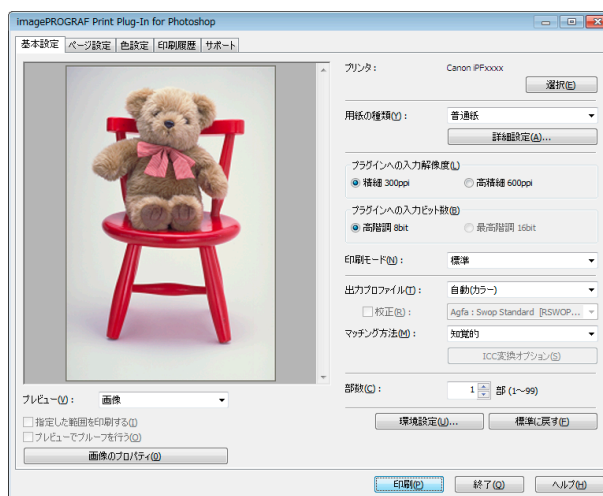 imagePROGRAF Print Plug-In for Photoshop
基本設定 ページ設定 色設定 印刷履歴 サポート
プリンタ： Canon iPFxxxx
選択(E)
用紙の種類(Y)： 普通紙
詳細設定(A)...
プラグインへの入力解像度(L)
精細 300ppi 高精細 600ppi
プラグインへの入力ビット数(B)
高階調 8bit 最高階調 16bit
印刷モード(N)： 標準
出力プロファイル(T)： 自動(カラー)
校正(R)： Agfa : Swop Standard [RSWOP...
マッチング方法(M)： 知覚的
ICC変換オプション(S)
部数(C)： 1 部 (1～99)
環境設定(U)... 標準に戻す(F)
プレビュー(V)： 画像
指定した範囲を印刷する(I)
プレビューでプルーフを行う(O)
画像のプロパティ(0)
印刷(P) 終了(Q) ヘルプ(H)